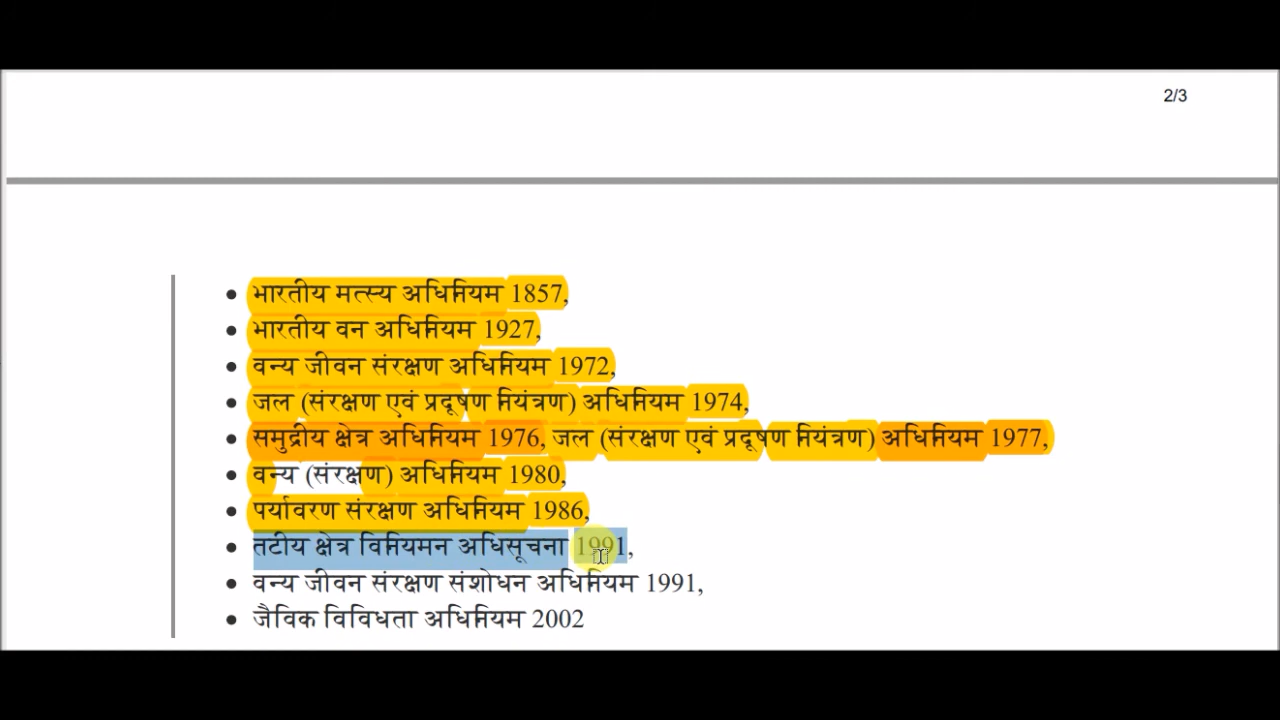 2/3
• भारतीय मत्स्य अधिनियम 1857,
• भारतीय वन अधिनियम 1927,
• वन्य जीवन संरक्षण अधिनियम 1972,
• जल (संरक्षण एवं प्रदूषण नियंत्रण) अधिनियम 1974,
• समुद्रीय क्षेत्र अधिनियम 1976, जल (संरक्षण एवं प्रदूषण नियंत्रण) अधिनियम 1977,
• वन्य (संरक्षण) अधिनियम 1980,
• पर्यावरण संरक्षण अधिनियम 1986,
• तटीय क्षेत्र विनियमन अधिसूचना 1991,
• वन्य जीवन संरक्षण संशोधन अधिनियम 1991,
• जैविक विविधता अधिनियम 2002